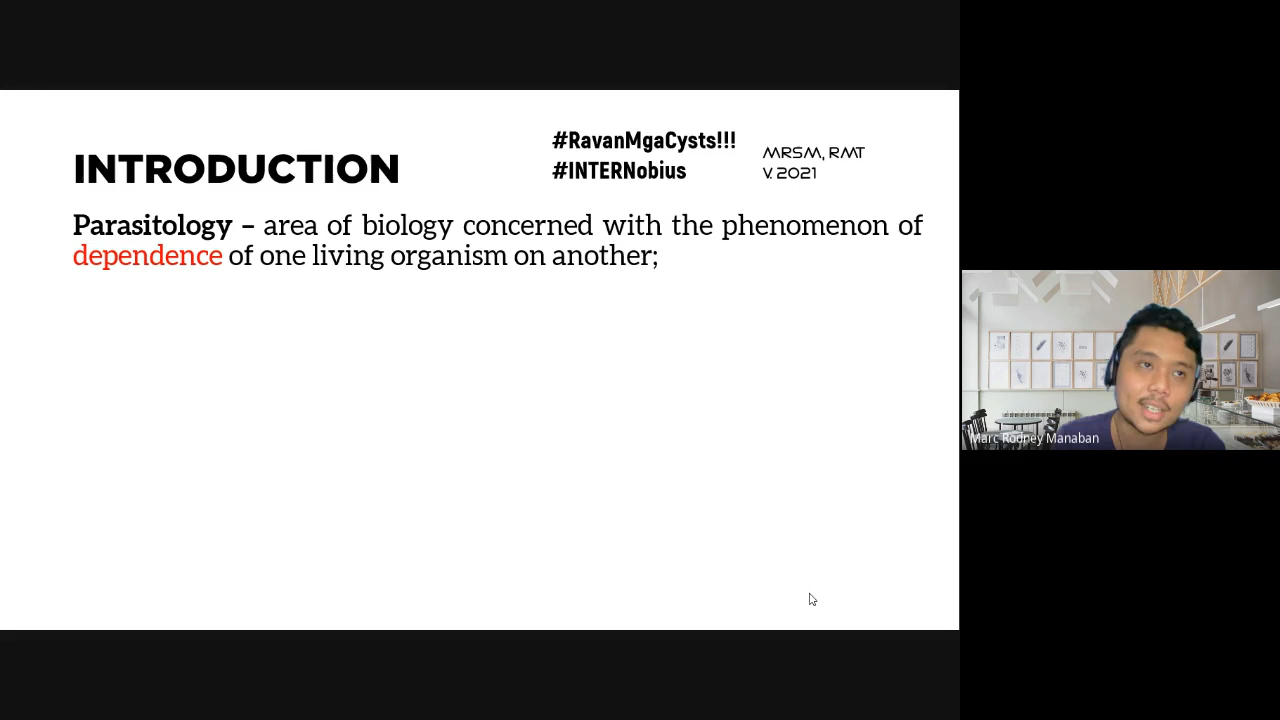 INTRODUCTION
#RavanMgaCysts!!!
#INTERNobius
MRSM, RMT
V. 2021
Parasitology – area of biology concerned with the phenomenon of
dependence of one living organism on another;
Marc Rodney Manaban